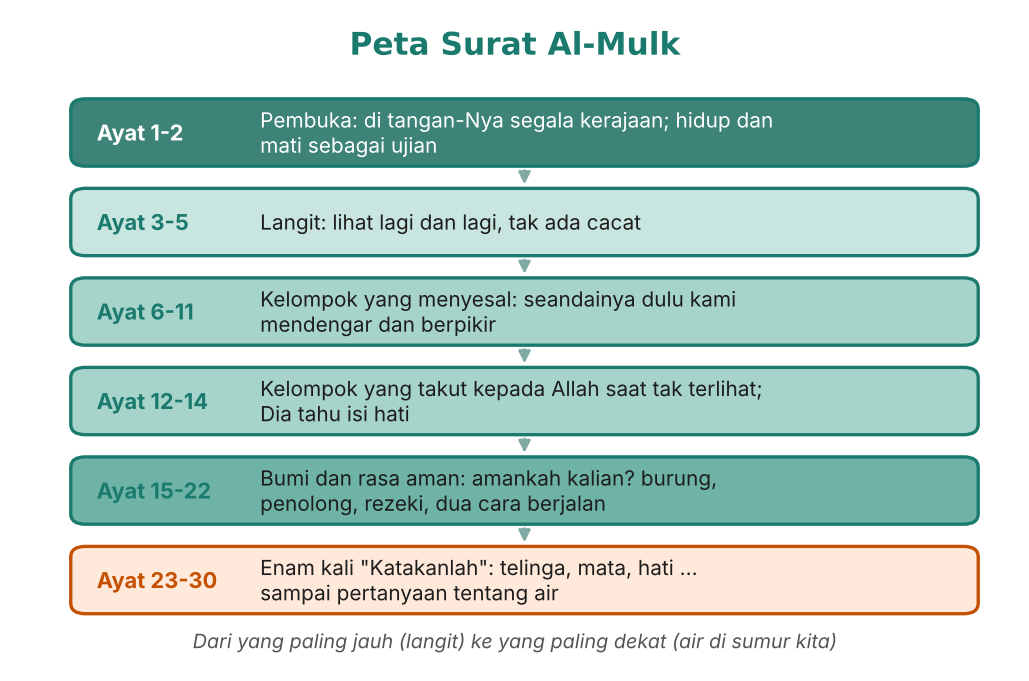 Peta Surat Al-Mulk
Ayat 1-2
Pembuka: di tangan-Nya segala kerajaan; hidup dan
mati sebagai ujian
Ayat 3-5
Langit: lihat lagi dan lagi, tak ada cacat
Ayat 6-11
Kelompok yang menyesal: seandainya dulu kami
mendengar dan berpikir
Ayat 12-14
Kelompok yang takut kepada Allah saat tak terlihat;
Dia tahu isi hati
Ayat 15-22
Bumi dan rasa aman: amankah kalian? burung,
penolong, rezeki, dua cara berjalan
Ayat 23-30
Enam kali "Katakanlah": telinga, mata, hati ...
sampai pertanyaan tentang air
Dari yang paling jauh (langit) ke yang paling dekat (air di sumur kita)